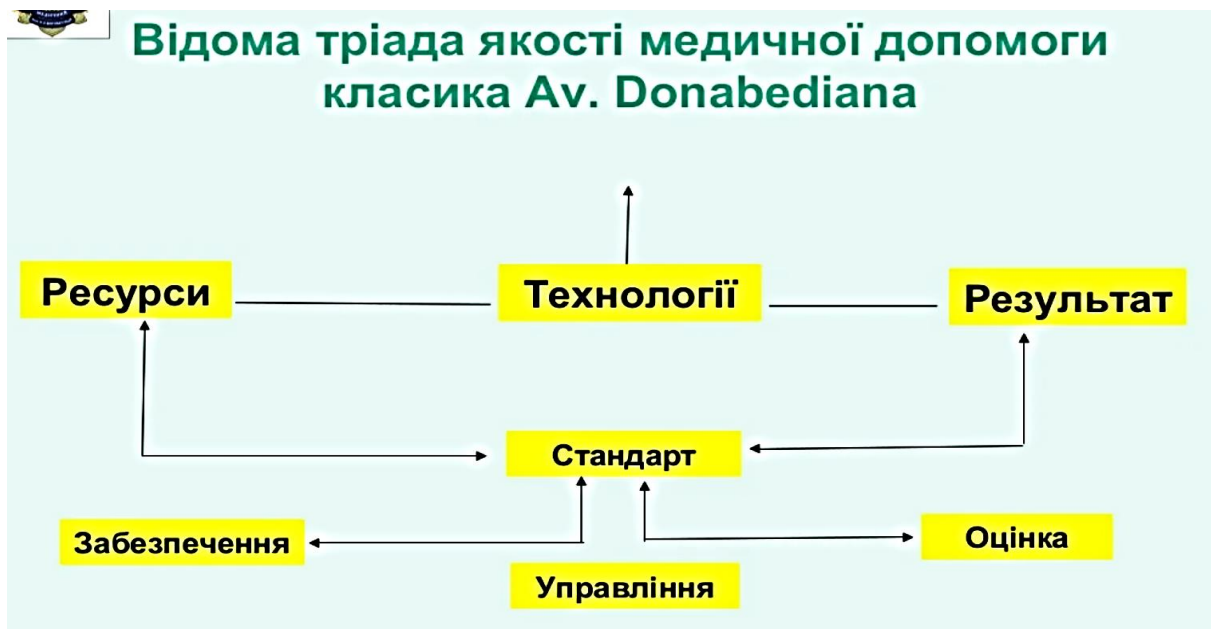 Відома тріада якості медичної допомоги
класика Av. Donabediana
Ресурси
Технології
Результат
Стандарт
Забезпечення
Оцінка
Управління